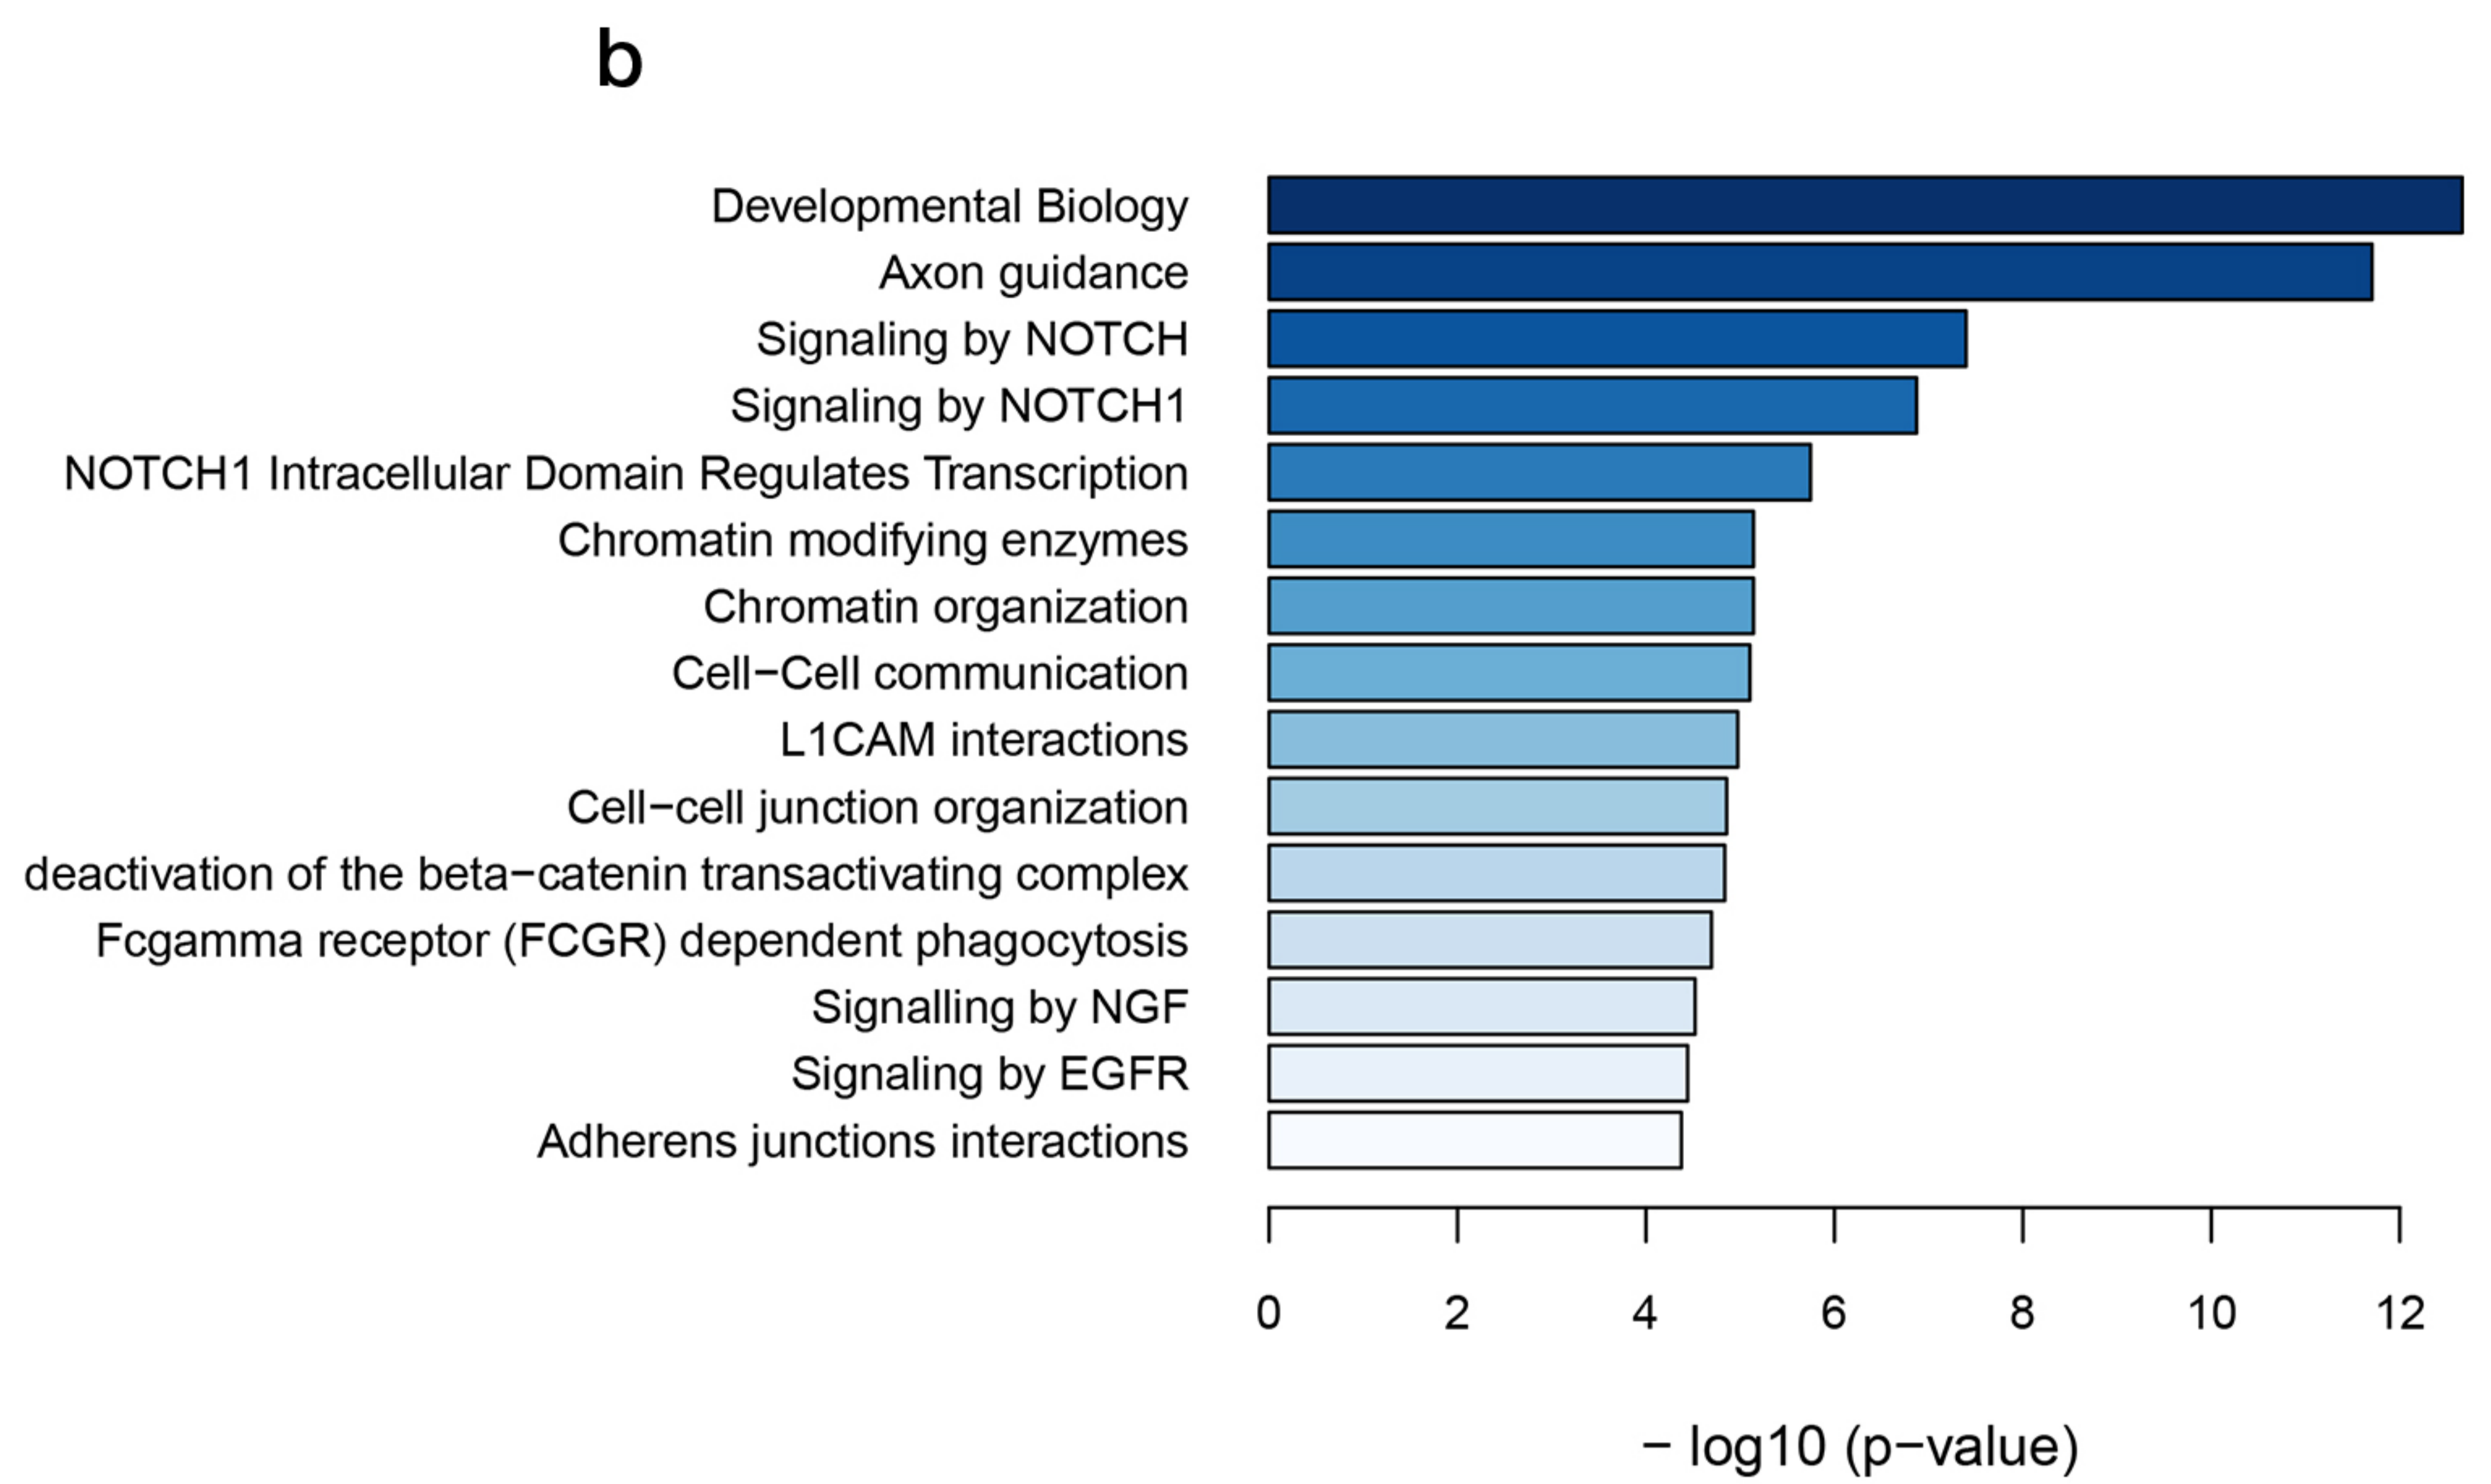 b
Developmental Biology
Axon guidance
Signaling by NOTCH
Signaling by NOTCH1
NOTCH1 Intracellular Domain Regulates Transcription
Chromatin modifying enzymes
Chromatin organization
Cell−Cell communication
L1CAM interactions
Cell−cell junction organization
deactivation of the beta−catenin transactivating complex
Fcgamma receptor (FCGR) dependent phagocytosis
Signalling by NGF
Signaling by EGFR
Adherens junctions interactions
0 2 4 6 8 10 12
− log10 (p−value)